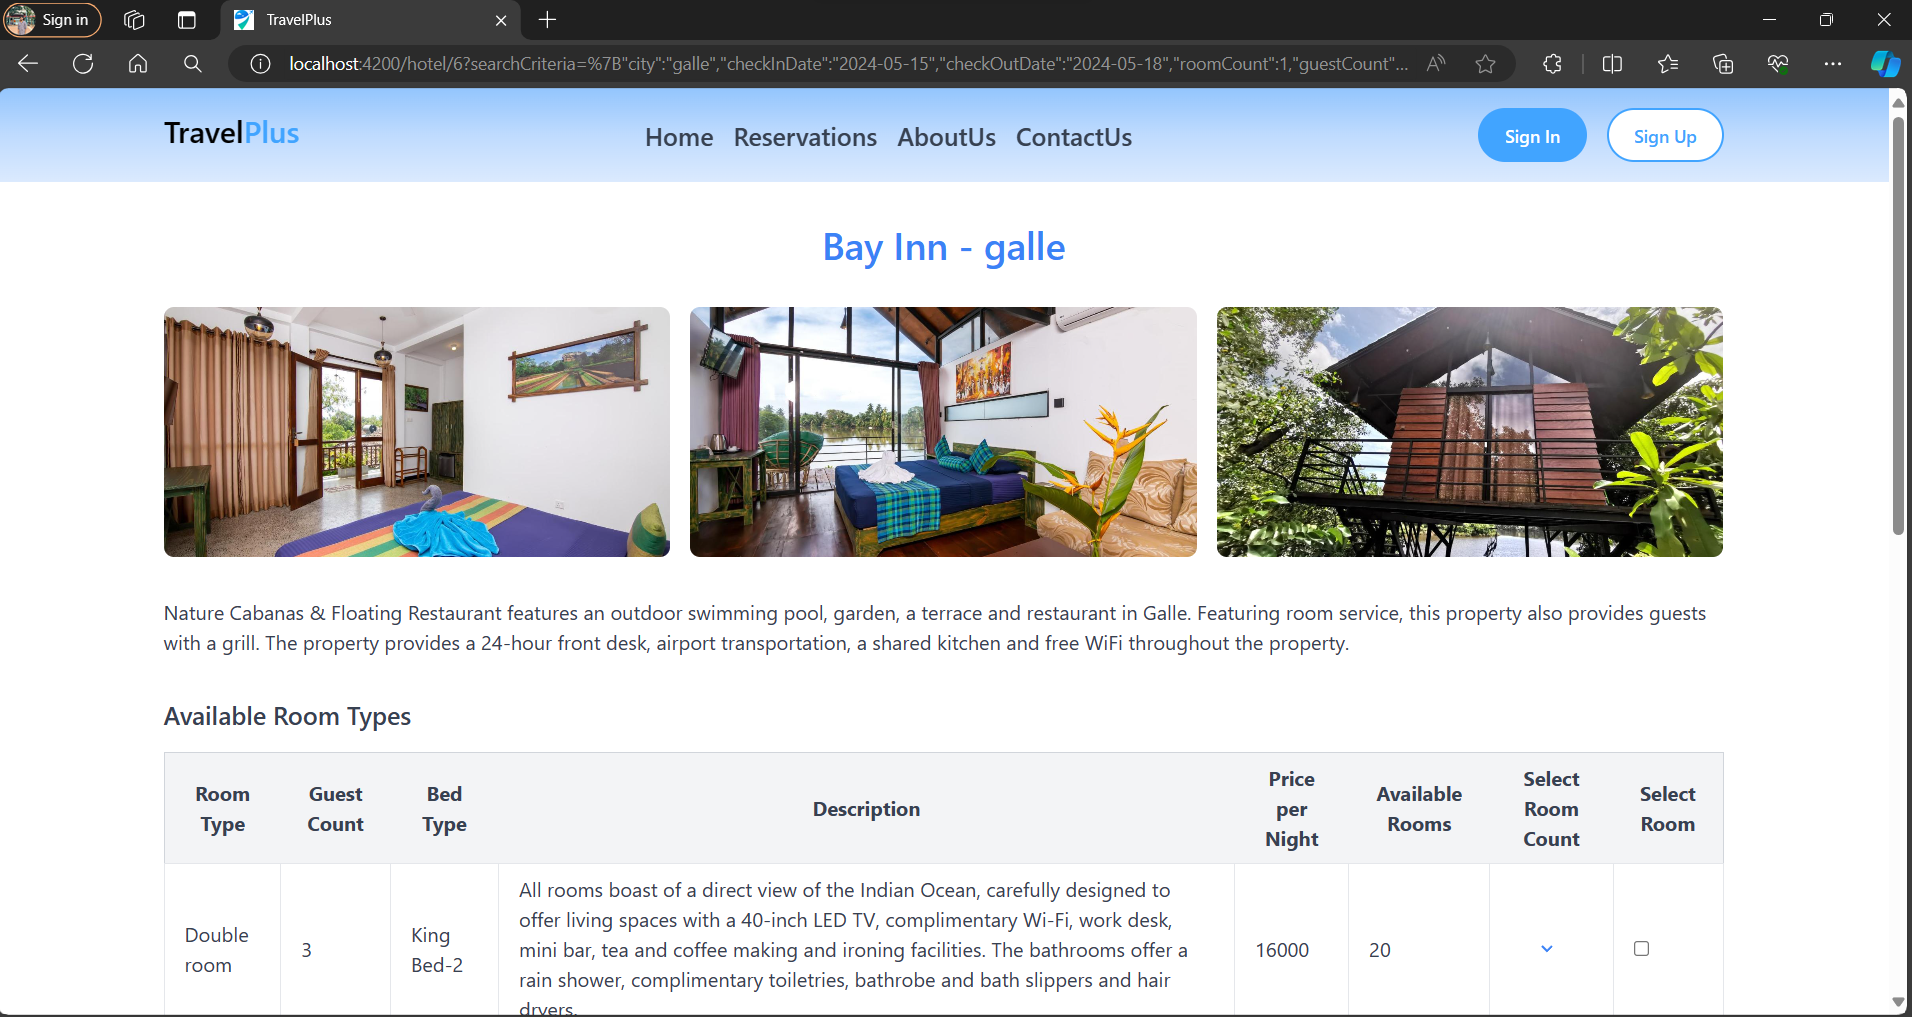 Sign in
TravelPlus
localhost:4200/hotel/6?searchCriteria=%7B"city":"galle","checkInDate":"2024-05-15","checkOutDate":"2024-05-18","roomCount":1,"guestCount"...
TravelPlus
Home Reservations AboutUs ContactUs
Sign In
Sign Up
Bay Inn - galle
Nature Cabanas & Floating Restaurant features an outdoor swimming pool, garden, a terrace and restaurant in Galle. Featuring room service, this property also provides guests
with a grill. The property provides a 24-hour front desk, airport transportation, a shared kitchen and free WiFi throughout the property.
Available Room Types
Room
Type
Guest
Count
Bed
Type
Description
Price
per
Night
Available
Rooms
Select
Room
Count
Select
Room
Double
room
3
King
Bed-2
All rooms boast of a direct view of the Indian Ocean, carefully designed to
offer living spaces with a 40-inch LED TV, complimentary Wi-Fi, work desk,
mini bar, tea and coffee making and ironing facilities. The bathrooms offer a
rain shower, complimentary toiletries, bathrobe and bath slippers and hair
dryers.
16000
20